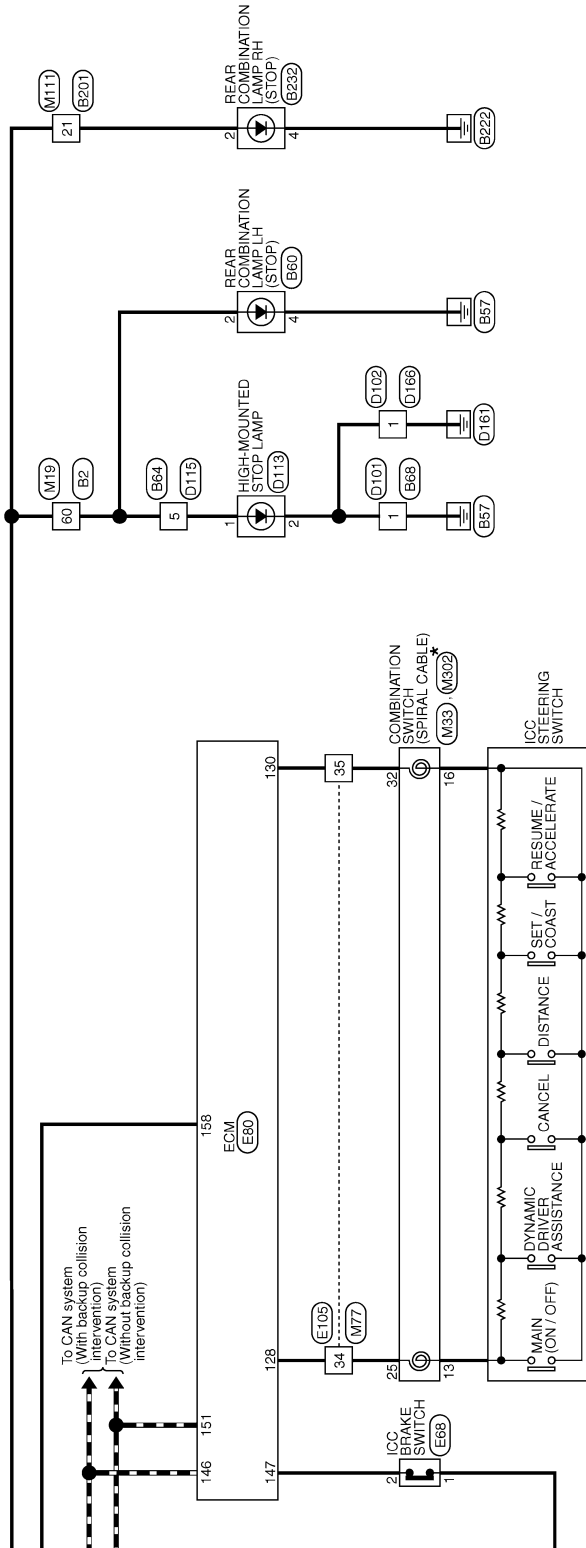 To CAN system
(With backup collision
intervention)
To CAN system
(Without backup collision
intervention)
146
151
158
147
128
130
ECM
E80
ICC
BRAKE
SWITCH
E68
2
1
E105
34
M77
35
25
13
32
16
COMBINATION
SWITCH
(SPIRAL CABLE)
M33 , M302 *
ICC
STEERING
SWITCH
MAIN
(ON / OFF)
DYNAMIC
DRIVER
ASSISTANCE
CANCEL
DISTANCE
SET /
COAST
RESUME /
ACCELERATE
60
M19
B2
5
B64
D115
1
HIGH-MOUNTED
STOP LAMP
D113
2
1
D101
B68
B57
1
D102
D166
D161
2
REAR
COMBINATION
LAMP LH
(STOP)
B60
4
B57
21
M111
B201
2
REAR
COMBINATION
LAMP RH
(STOP)
B232
4
B222